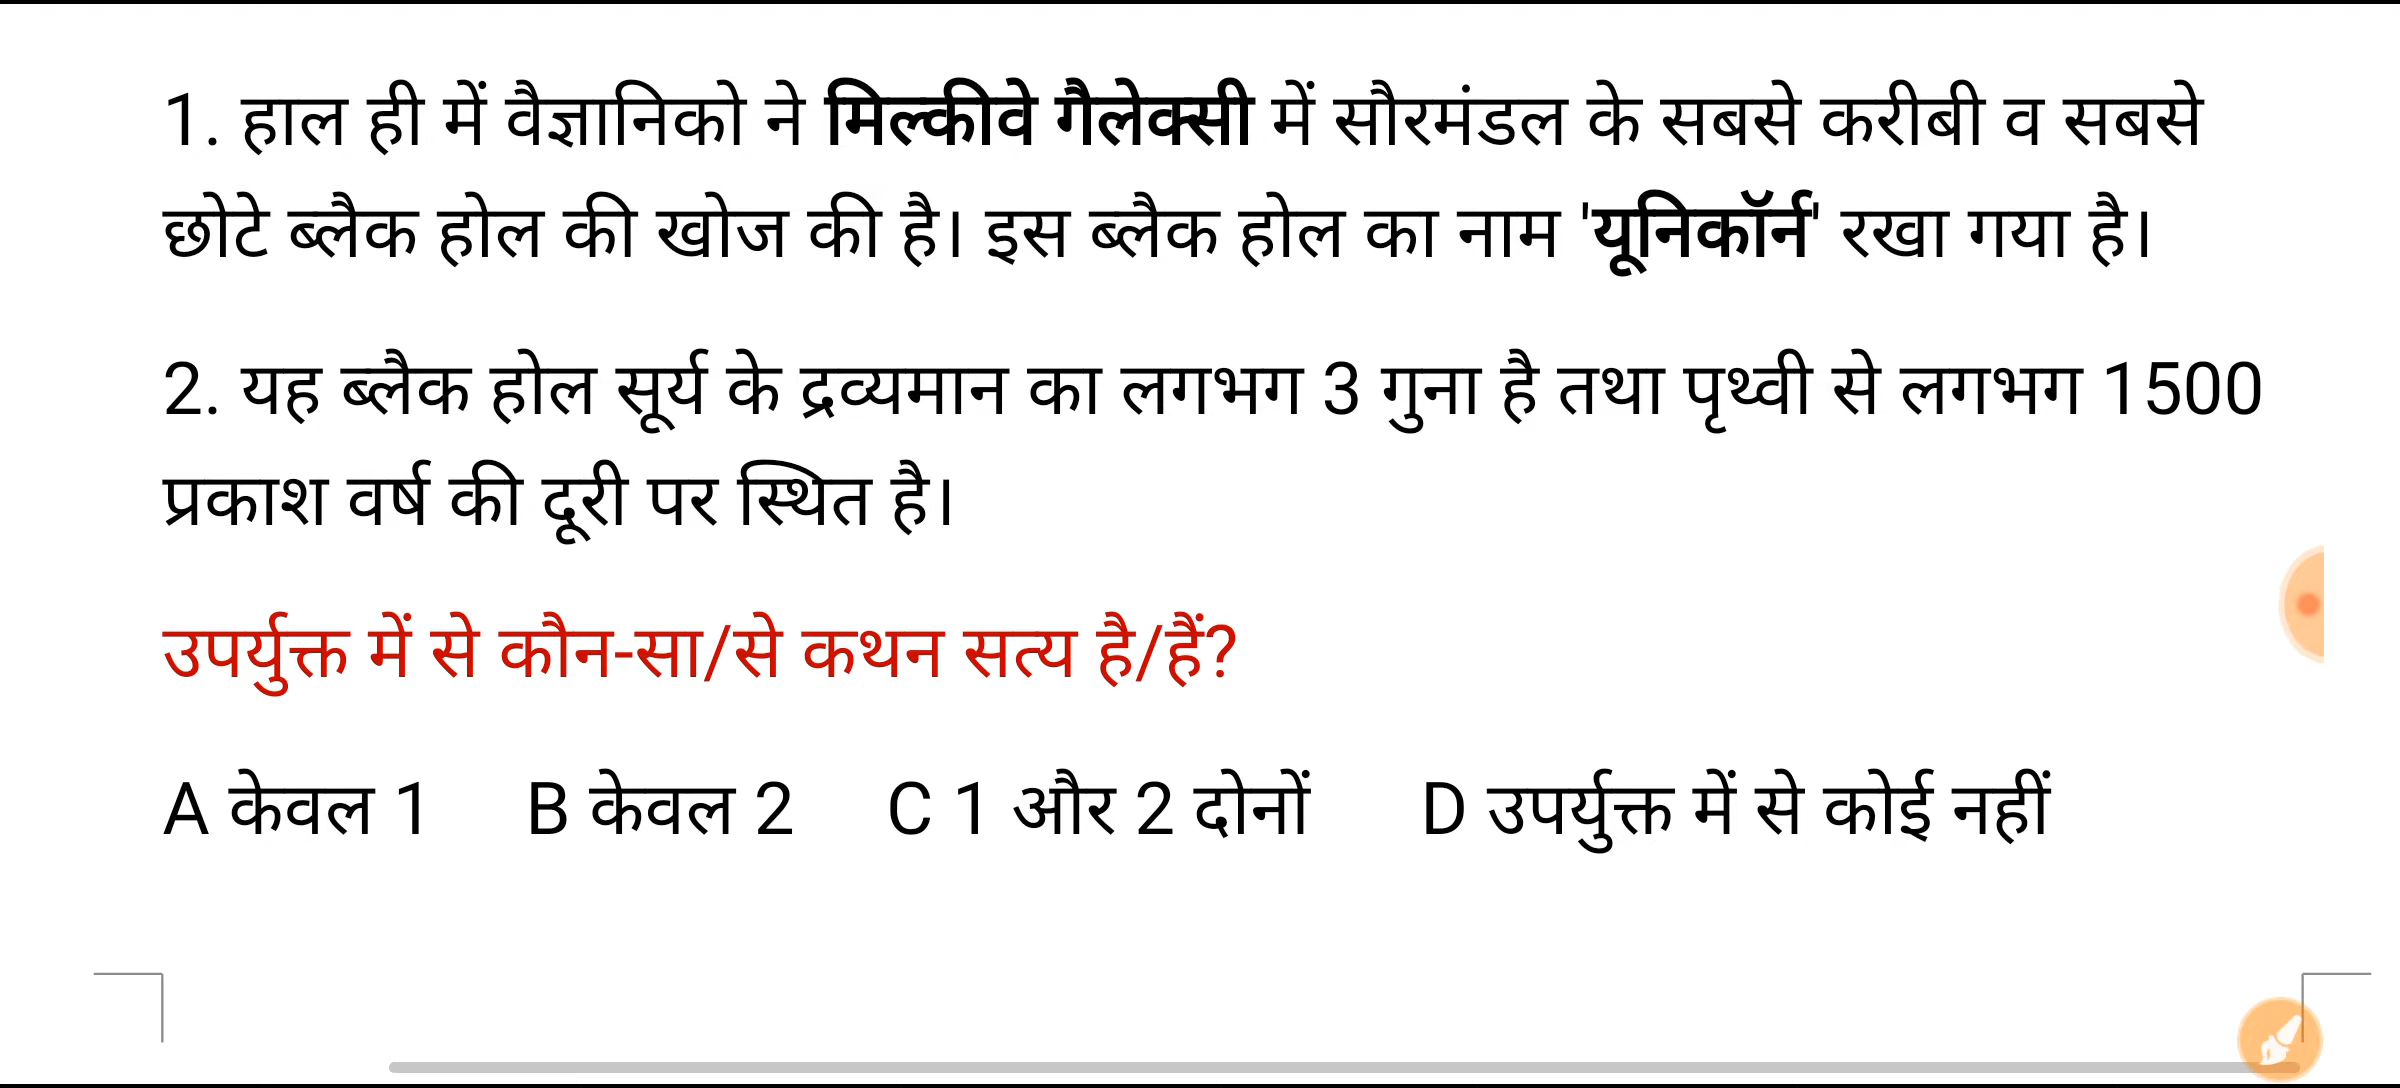 1. हाल ही में वैज्ञानिको ने मिल्कीवे गैलेक्सी में सौरमंडल के सबसे करीबी व सबसे
छोटे ब्लैक होल की खोज की है। इस ब्लैक होल का नाम 'यूनिकॉर्न' रखा गया है।
2. यह ब्लैक होल सूर्य के द्रव्यमान का लगभग 3 गुना है तथा पृथ्वी से लगभग 1500
प्रकाश वर्ष की दूरी पर स्थित है।
उपर्युक्त में से कौन-सा/से कथन सत्य है/हैं?
A केवल 1 B केवल 2 C 1 और 2 दोनों D उपर्युक्त में से कोई नहीं